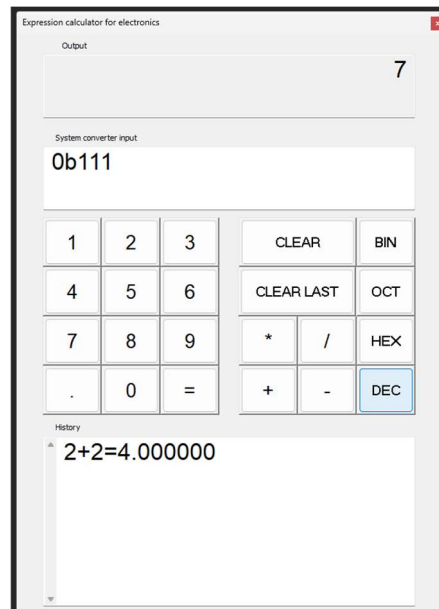 Expression calculator for electronics x
Output
7
System converter input
0b111
1 2 3 CLEAR BIN
4 5 6 CLEAR LAST OCT
7 8 9 * / HEX
. 0 = + - DEC
History
2+2=4.000000